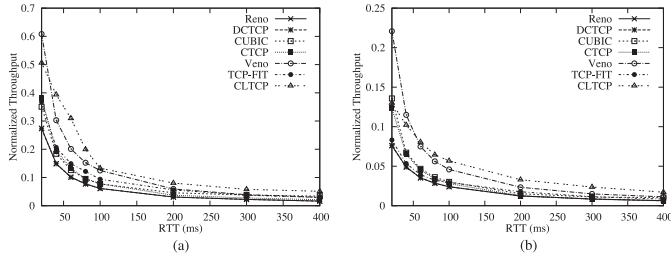 (a)
Normalized Throughput
0.7
0.6
0.5
0.4
0.3
0.2
0.1
0
Reno
DCTCP
CUBIC
CTCP
Veno
TCP-FIT
CLTCP
50 100 150 200 250 300 350 400
RTT (ms)
(a)
(b)
Normalized Throughput
0.25
0.2
0.15
0.1
0.05
0
Reno
DCTCP
CUBIC
CTCP
Veno
TCP-FIT
CLTCP
50 100 150 200 250 300 350 400
RTT (ms)
(b)